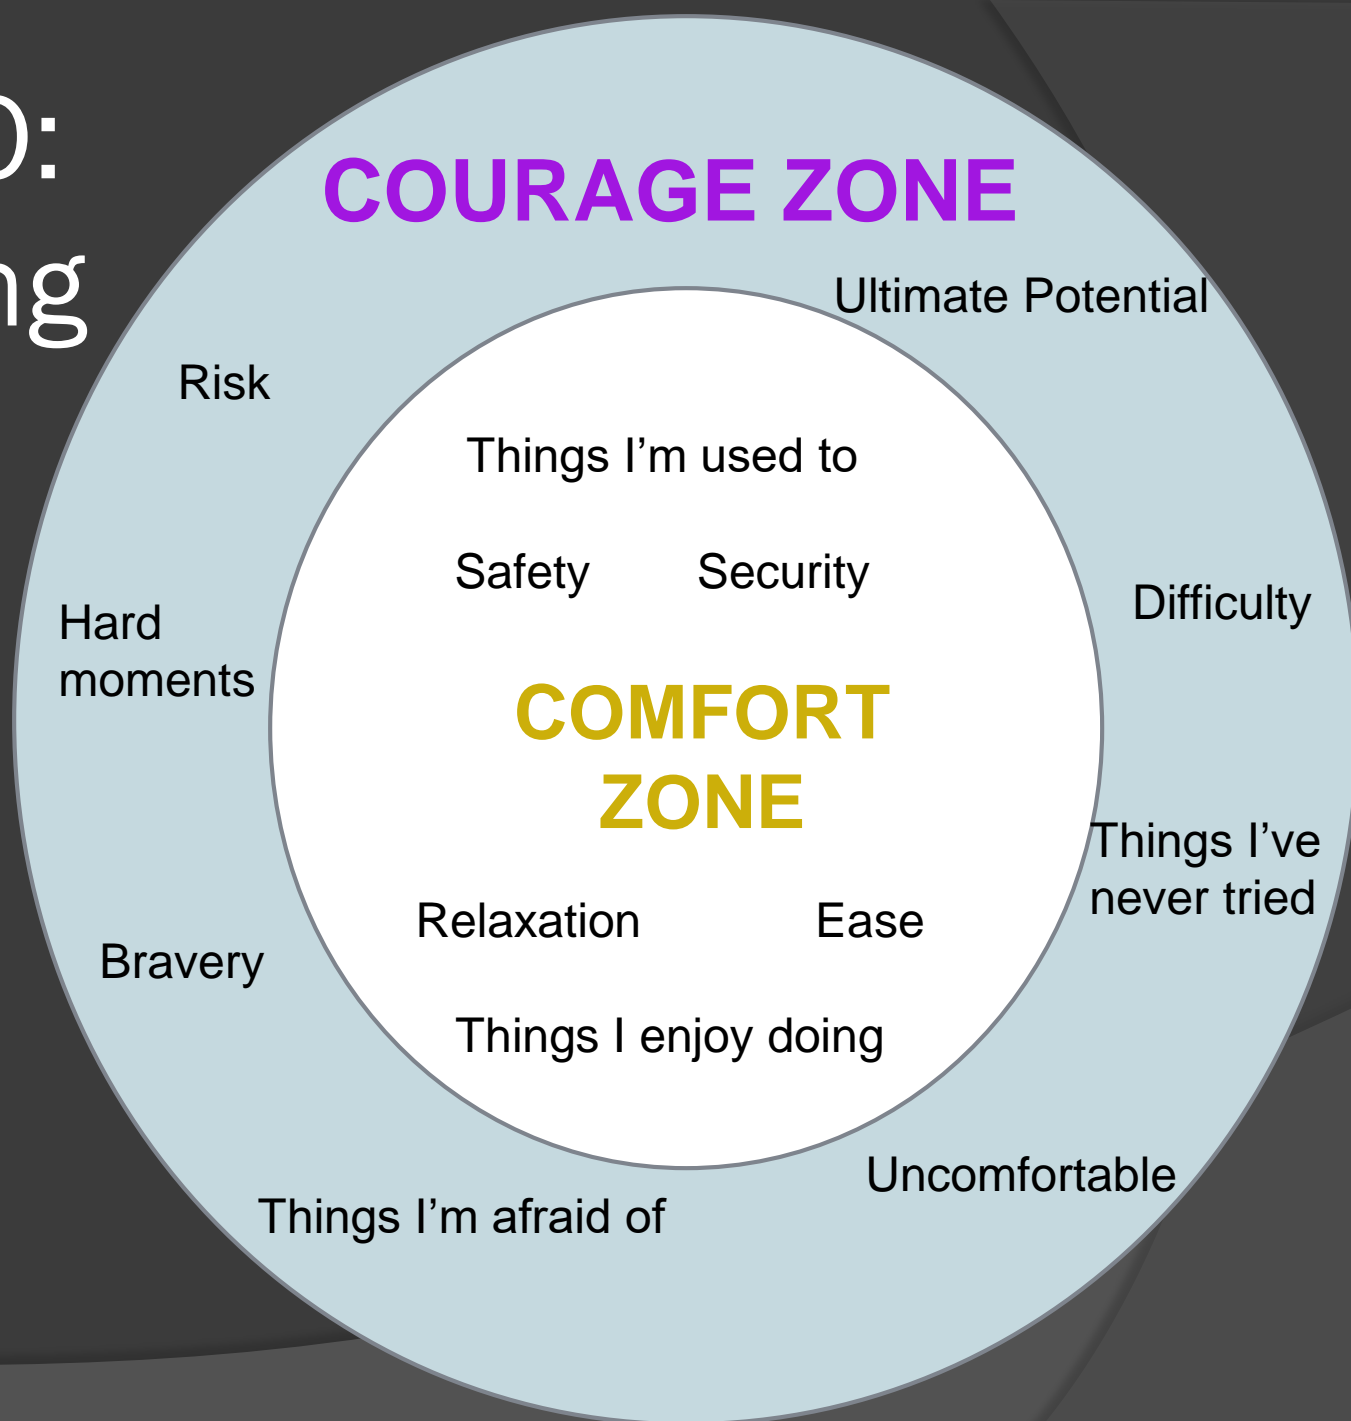 :
COURAGE ZONE
ng
Ultimate Potential
Risk
Things I’m used to
Safety Security
Difficulty
Hard
moments
COMFORT
ZONE
Things I’ve
never tried
Relaxation Ease
Bravery
Things I enjoy doing
Uncomfortable
Things I’m afraid of